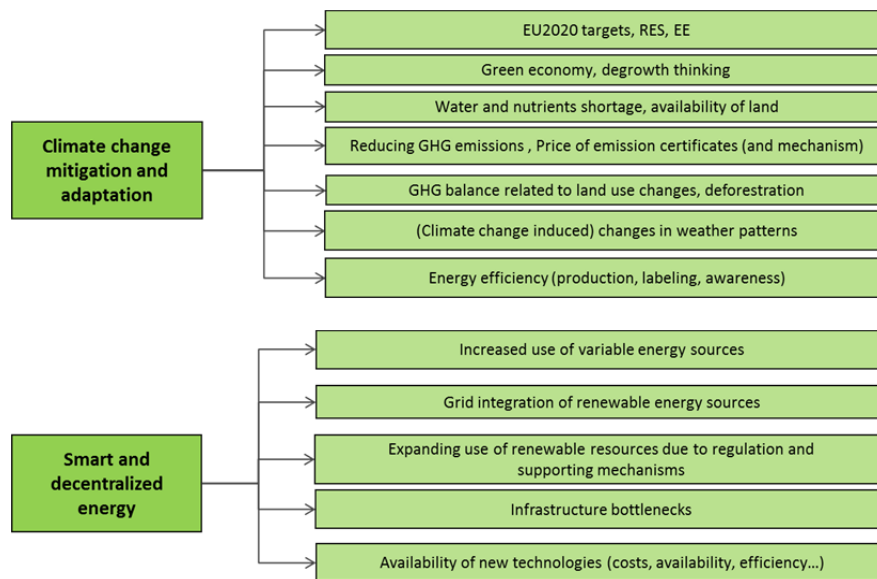 EU2020 targets, RES, EE
Green economy, degrowth thinking
Water and nutrients shortage, availability of land
Climate change
mitigation and
adaptation
Reducing GHG emissions , Price of emission certificates (and mechanism)
GHG balance related to land use changes, deforestration
(Climate change induced) changes in weather patterns
Energy efficiency (production, labeling, awareness)
Increased use of variable energy sources
Grid integration of renewable energy sources
Smart and
decentralized
energy
Expanding use of renewable resources due to regulation and
supporting mechanisms
Infrastructure bottlenecks
Availability of new technologies (costs, availability, efficiency...)